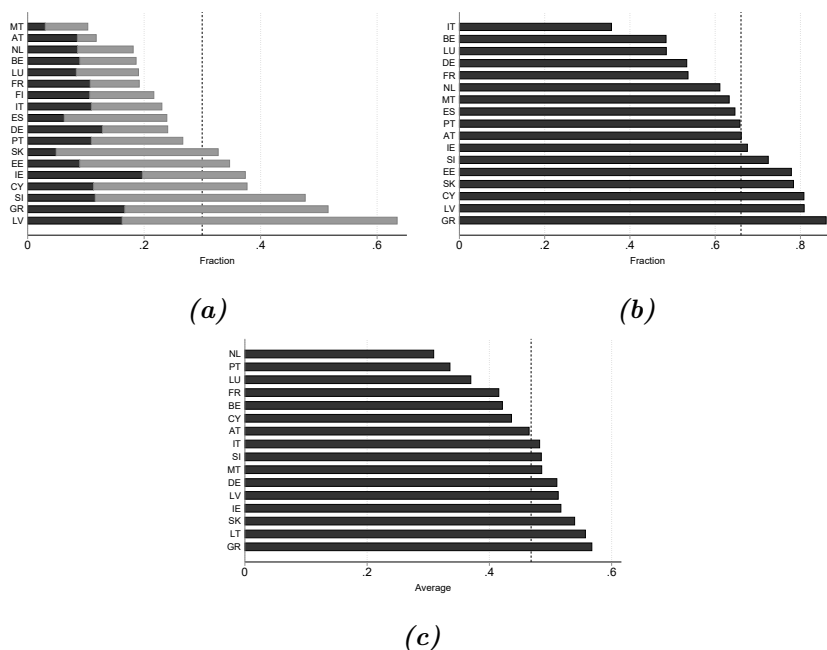 MT
AT
NL
BE
LU
FR
FI
IT
ES
DE
PT
SK
EE
IE
CY
SI
GR
LV
0 .2 .4 .6
Fraction
(a)
IT
BE
LU
DE
FR
NL
MT
ES
PT
AT
IE
SI
EE
SK
CY
LV
GR
0 .2 .4 .6 .8
Fraction
(b)
NL
PT
LU
FR
BE
CY
AT
IT
SI
MT
DE
LV
IE
SK
LT
GR
0 .2 .4 .6
Average
(c)